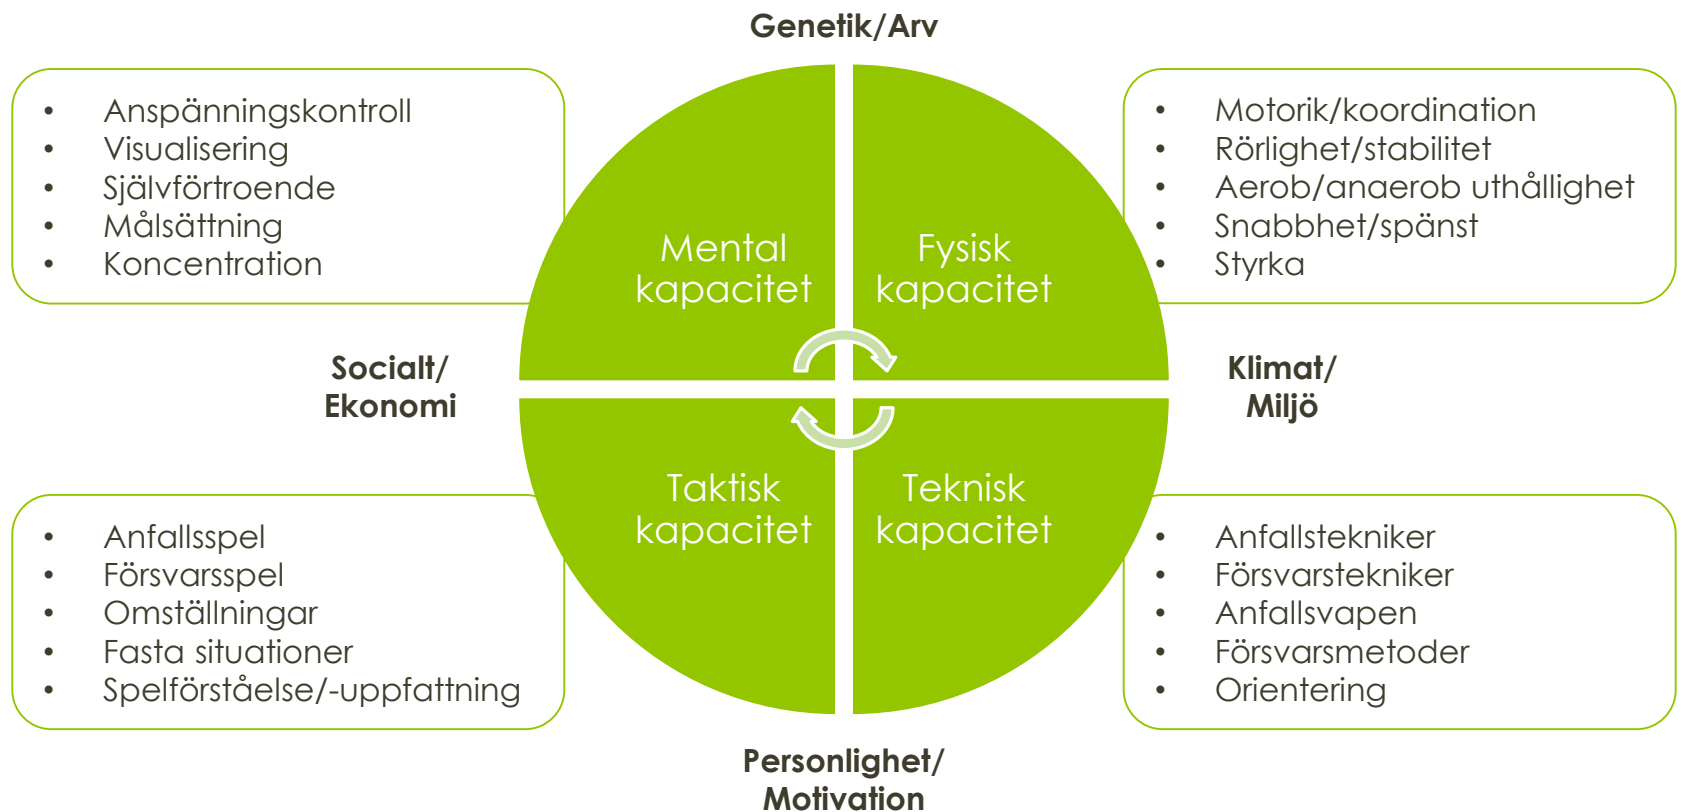 Genetik/Arv
• Anspänningskontroll
• Visualisering
• Självförtroende
• Målsättning
• Koncentration
Mental
kapacitet
Fysisk
kapacitet
• Motorik/koordination
• Rörlighet/stabilitet
• Aerob/anaerob uthållighet
• Snabbhet/spänst
• Styrka
Socialt/
Ekonomi
Klimat/
Miljö
• Anfallsspel
• Försvarsspel
• Omställningar
• Fasta situationer
• Spelförståelse/-uppfattning
Taktisk
kapacitet
Teknisk
kapacitet
• Anfallstekniker
• Försvarstekniker
• Anfallsvapen
• Försvarsmetoder
• Orientering
Personlighet/
Motivation